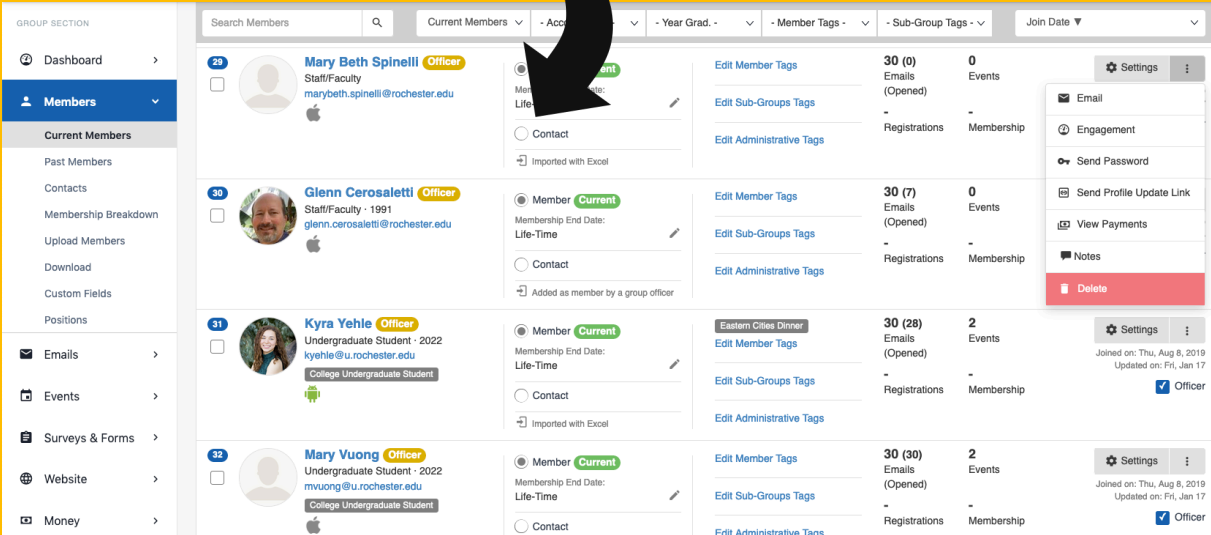 GROUP SECTION
Dashboard
Members
Current Members
Past Members
Contacts
Membership Breakdown
Upload Members
Download
Custom Fields
Positions
Emails
Events
Surveys & Forms
Website
Money
Search Members
Current Members
- Year Grad. -
- Member Tags -
- Sub-Group Tags -
Join Date ▼
29
Mary Beth Spinelli Officer
Staff/Faculty
marybeth.spinelli@rochester.edu
Contact
Imported with Excel
Edit Member Tags
Edit Sub-Groups Tags
Edit Administrative Tags
30 (0)
Emails
(Opened)
-
Registrations
0
Events
-
Membership
Settings
Email
Engagement
Send Password
Send Profile Update Link
View Payments
Notes
Delete
30
Glenn Cerosaletti Officer
Staff/Faculty · 1991
glenn.cerosaletti@rochester.edu
Member Current
Membership End Date:
Life-Time
Contact
Added as member by a group officer
Edit Member Tags
Edit Sub-Groups Tags
Edit Administrative Tags
30 (7)
Emails
(Opened)
-
Registrations
0
Events
-
Membership
31
Kyra Yehle Officer
Undergraduate Student · 2022
kyehle@u.rochester.edu
College Undergraduate Student
Member Current
Membership End Date:
Life-Time
Contact
Imported with Excel
Eastern Cities Dinner
Edit Member Tags
Edit Sub-Groups Tags
Edit Administrative Tags
30 (28)
Emails
(Opened)
-
Registrations
2
Events
-
Membership
Settings
Joined on: Thu, Aug 8, 2019
Updated on: Fri, Jan 17
Officer
32
Mary Vuong Officer
Undergraduate Student · 2022
mvuong@u.rochester.edu
College Undergraduate Student
Member Current
Membership End Date:
Life-Time
Contact
Edit Member Tags
Edit Sub-Groups Tags
Edit Administrative Tags
30 (30)
Emails
(Opened)
-
Registrations
2
Events
-
Membership
Settings
Joined on: Thu, Aug 8, 2019
Updated on: Fri, Jan 17
Officer